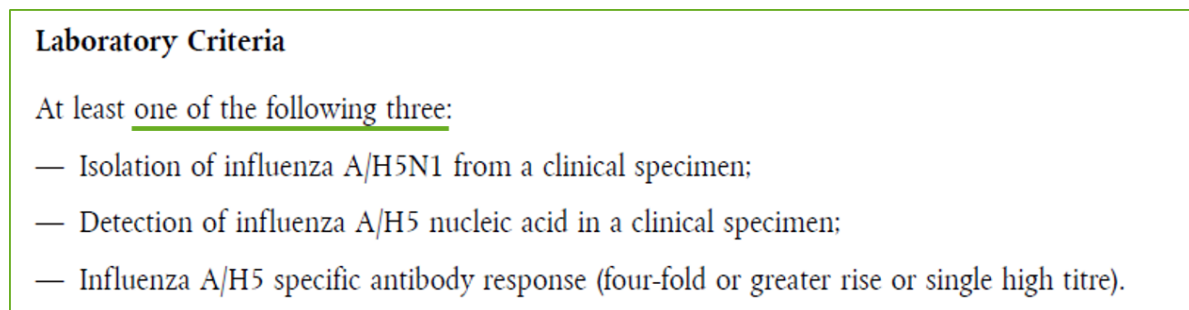 Laboratory Criteria
At least one of the following three:
— Isolation of influenza A/H5N1 from a clinical specimen;
— Detection of influenza A/H5 nucleic acid in a clinical specimen;
— Influenza A/H5 specific antibody response (four-fold or greater rise or single high titre).